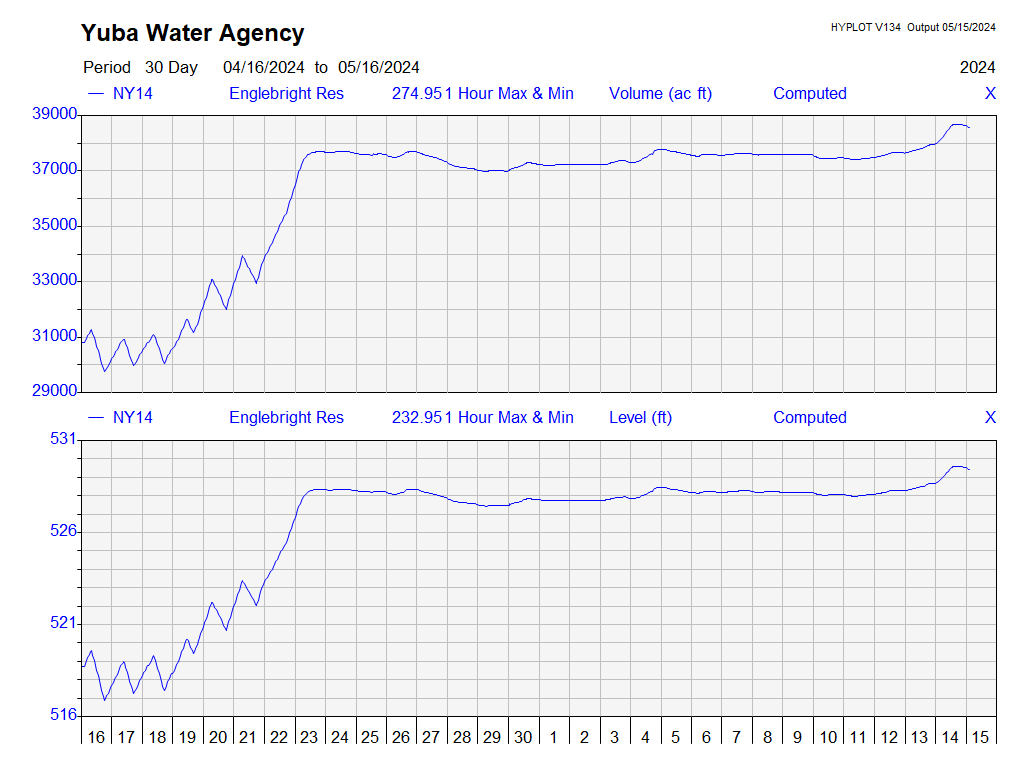 Yuba Water Agency
HYPLOT V134 Output 05/15/2024
Period 30 Day 04/16/2024 to 05/16/2024 2024
NY14 Englebright Res 274.951 Hour Max & Min Volume (ac ft) Computed X
39000
37000
35000
33000
31000
29000
NY14 Englebright Res 232.951 Hour Max & Min Level (ft) Computed X
531
526
521
516
16 17 18 19 20 21 22 23 24 25 26 27 28 29 30 1 2 3 4 5 6 7 8 9 10 11 12 13 14 15